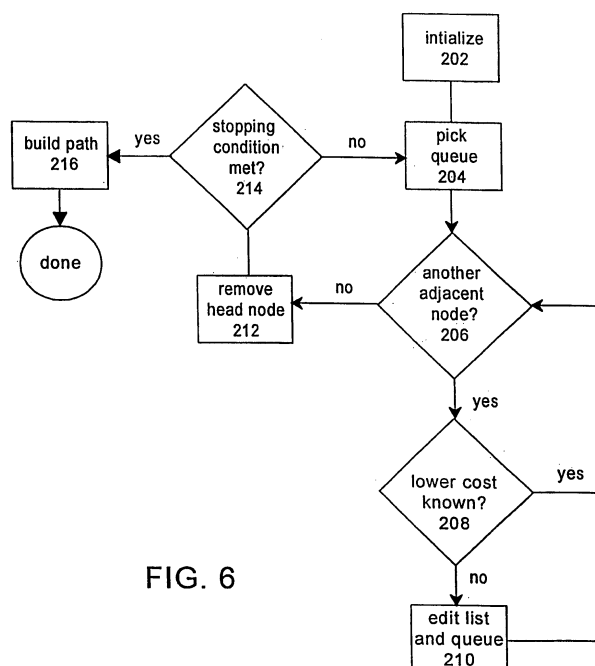 intialize
202
pick
queue
204
no
stopping
condition
met?
214
yes
build path
216
done
another
adjacent
node?
206
no
remove
head node
212
yes
lower cost
known?
208
yes
no
edit list
and queue
210
FIG. 6